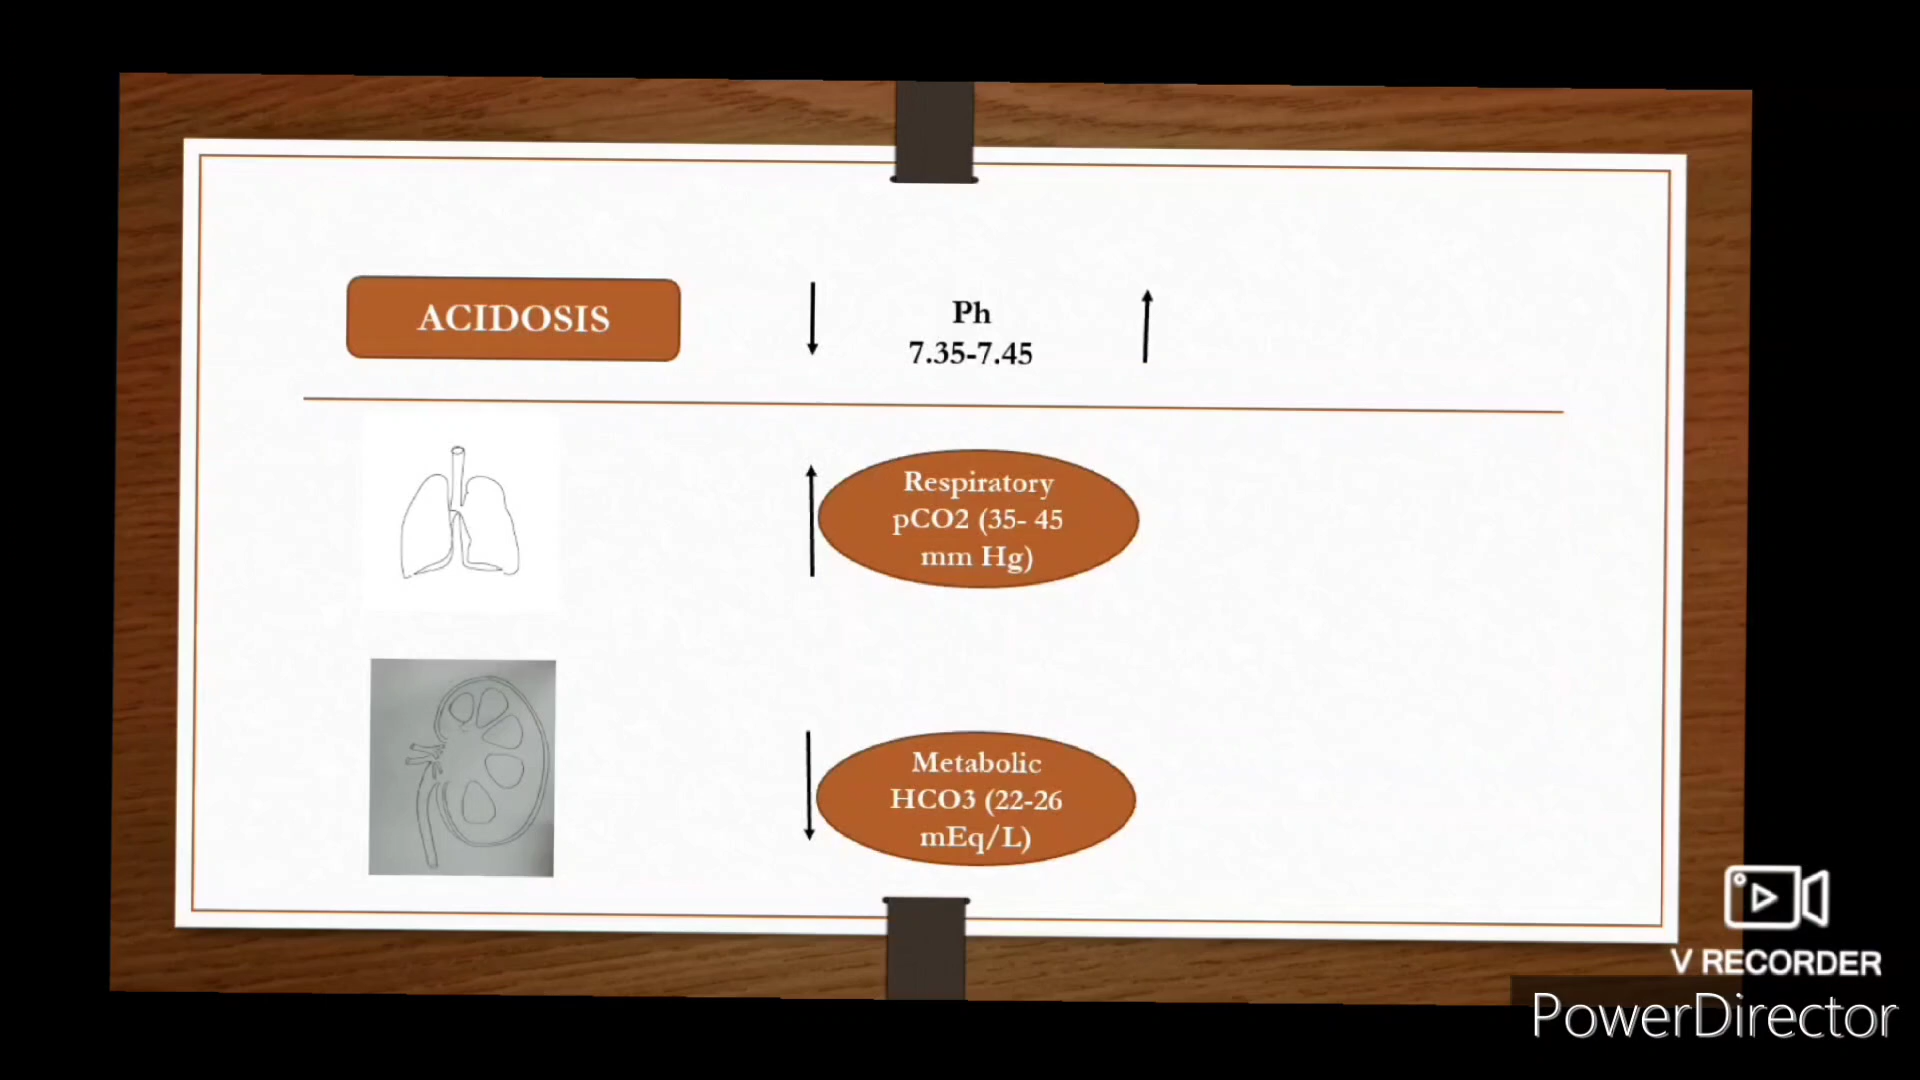 ACIDOSIS
Ph
7.35-7.45
Respiratory
pCO2 (35- 45
mm Hg)
Metabolic
HCO3 (22-26
mEq/L)
V RECORDER
PowerDirector